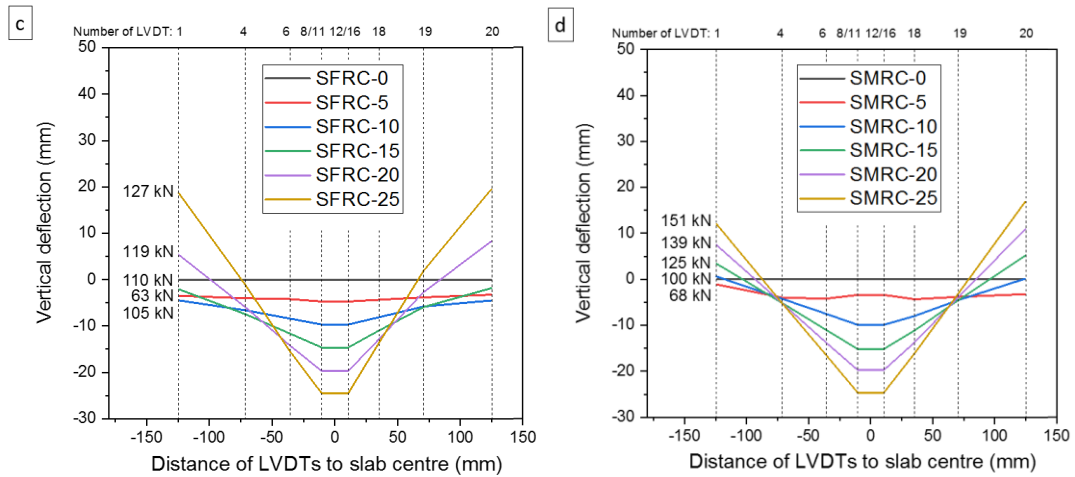 c
Number of LVDT: 1 4 6 8/11 12/16 18 19 20
50
40
30
20
10
0
-10
-20
-30
Vertical deflection (mm)
SFRC-0
SFRC-5
SFRC-10
SFRC-15
SFRC-20
SFRC-25
127 kN
119 kN
110 kN
63 kN
105 kN
-150 -100 -50 0 50 100 150
Distance of LVDTs to slab centre (mm)
d
Number of LVDT: 1 4 6 8/11 12/16 18 19 20
50
40
30
20
10
0
-10
-20
-30
Vertical deflection (mm)
SMRC-0
SMRC-5
SMRC-10
SMRC-15
SMRC-20
SMRC-25
151 kN
139 kN
125 kN
100 kN
68 kN
-150 -100 -50 0 50 100 150
Distance of LVDTs to slab centre (mm)